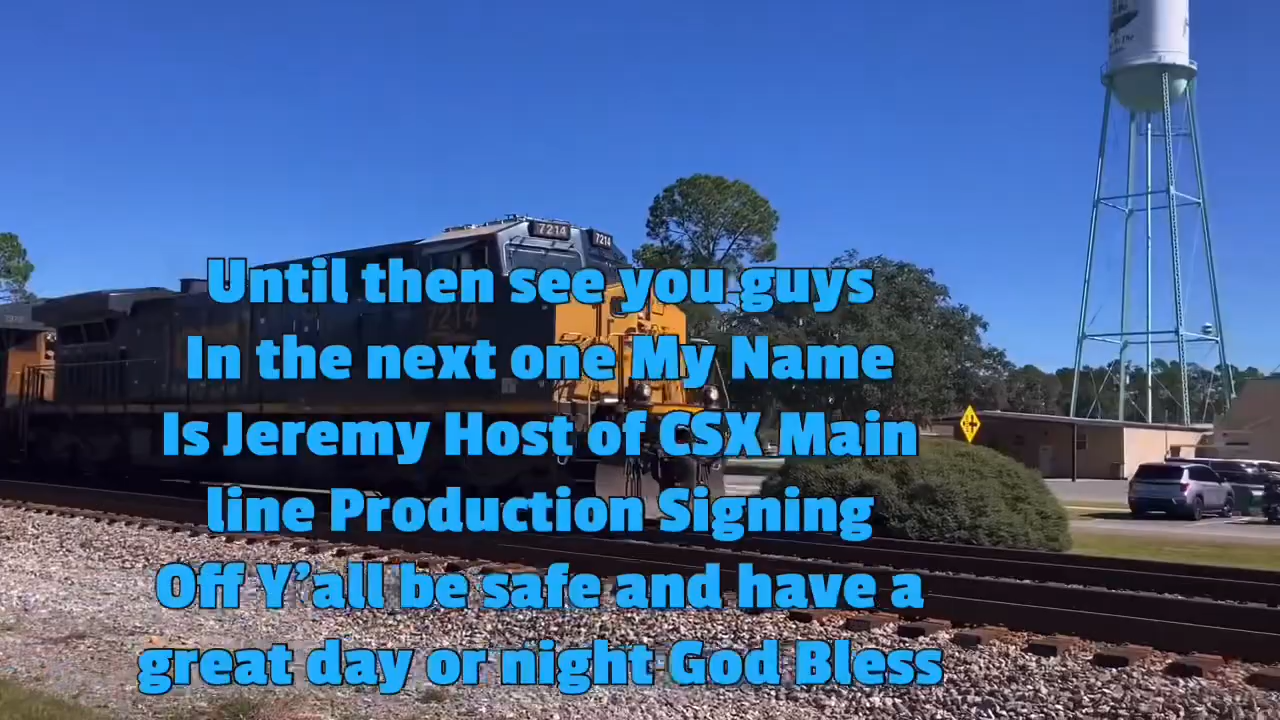 7214
7214
Until then see you guys
7214
In the next one My Name
Is Jeremy Host of CSX Main
line Production Signing
Off Y'all be safe and have a
great day or night God Bless